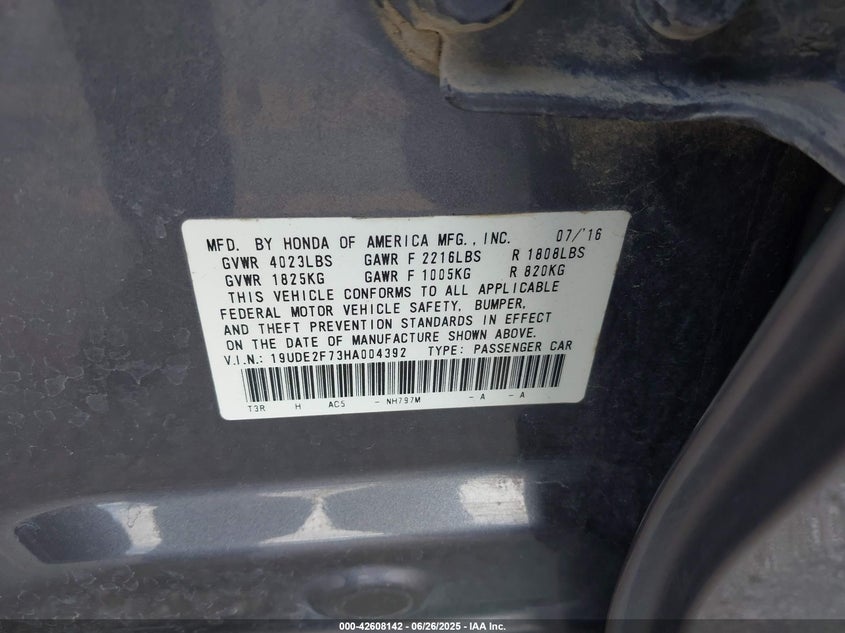 MFD. BY HONDA OF AMERICA MFG., INC. 07/'16
GVWR 4023LBS GAWR F 2216LBS R 1808LBS
GVWR 1825KG GAWR F 1005KG R 820KG
THIS VEHICLE CONFORMS TO ALL APPLICABLE
FEDERAL MOTOR VEHICLE SAFETY, BUMPER,
AND THEFT PREVENTION STANDARDS IN EFFECT
ON THE DATE OF MANUFACTURE SHOWN ABOVE.
V.I.N.: 19UDE2F73HA004392 TYPE: PASSENGER CAR
T3R H AC5 - NH797M - A - A
000-42608142 - 06/26/2025 - IAA Inc.